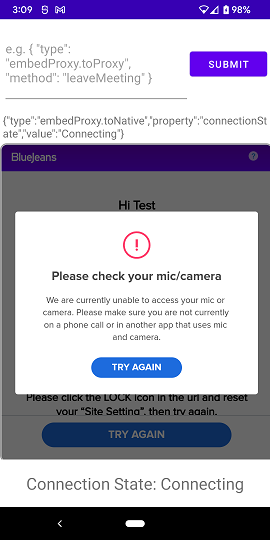 3:09
98%
e.g. { "type":
"embedProxy.toProxy",
"method": "leaveMeeting" }
SUBMIT
{"type":"embedProxy.toNative","property":"connectionSt
ate","value":"Connecting"}
BlueJeans
?
Hi Test
!
Please check your mic/camera
We are currently unable to access your mic or
camera. Please make sure you are not currently
on a phone call or in another app that uses mic
and camera.
TRY AGAIN
Please click the LOCK icon in the url and reset
your “Site Setting”, then try again.
TRY AGAIN
Connection State: Connecting